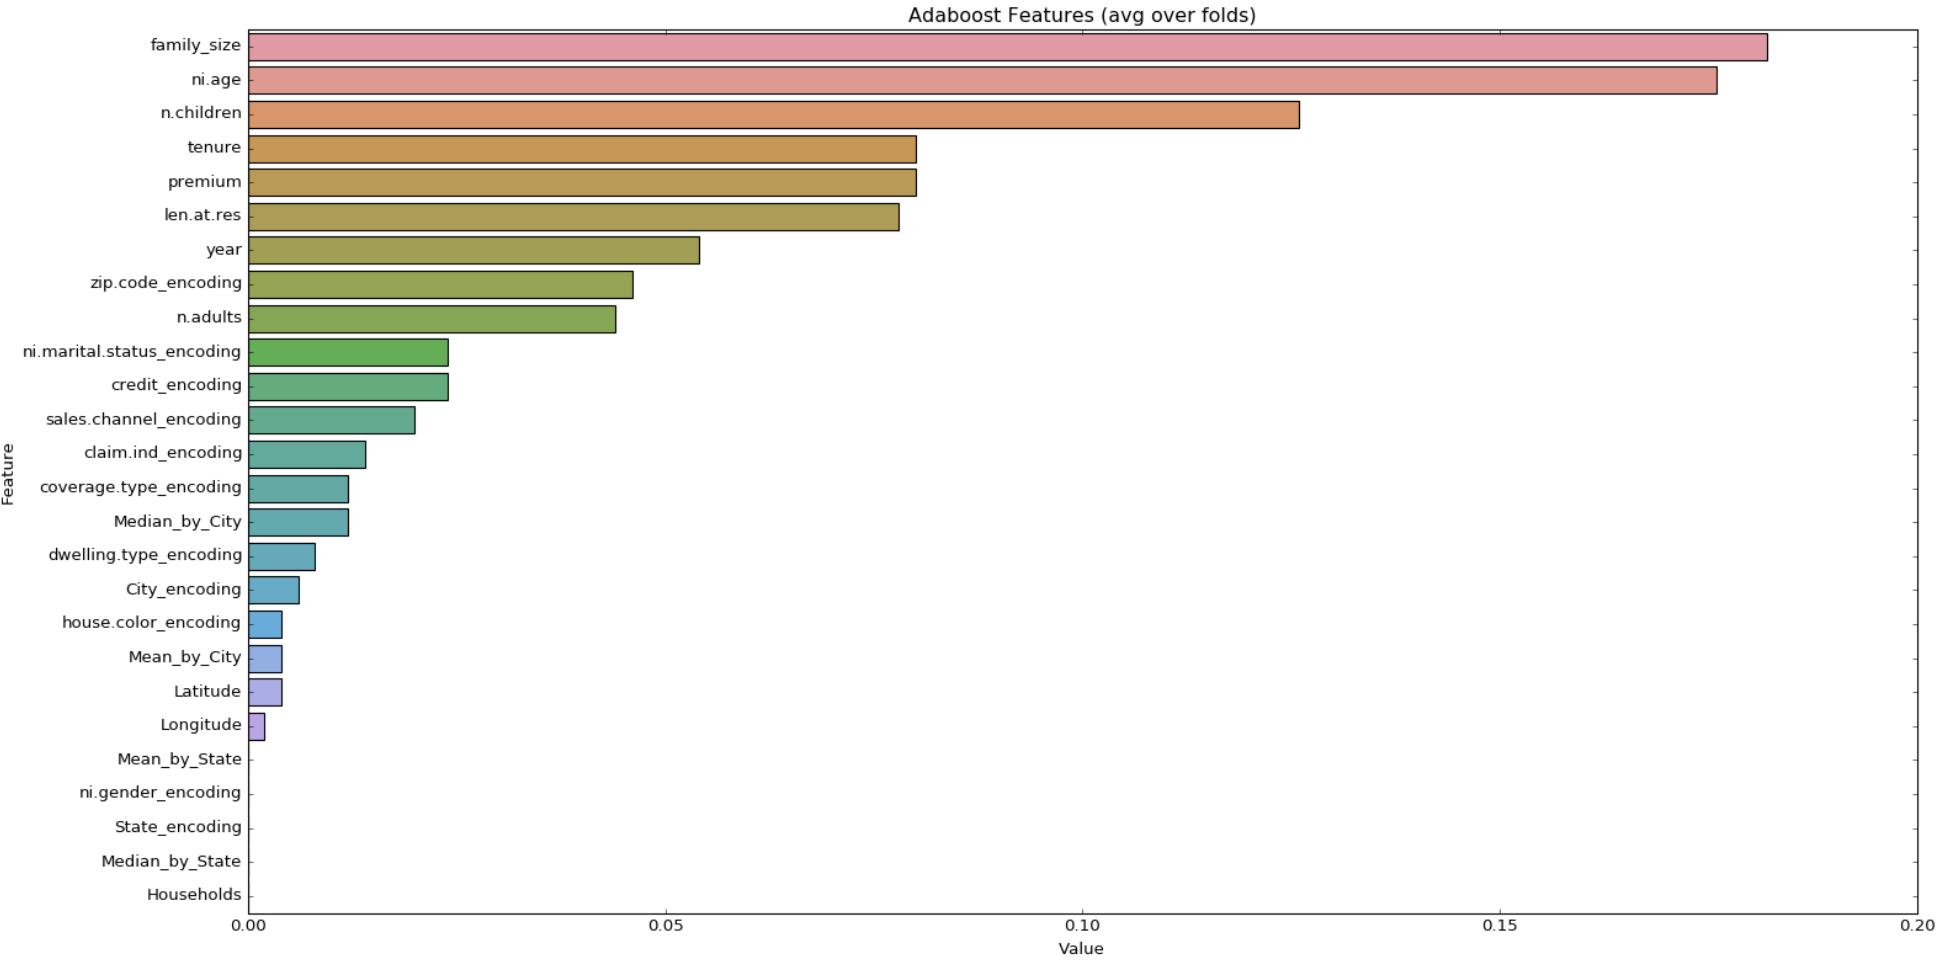 Adaboost Features (avg over folds)
family_size
ni.age
n.children
tenure
premium
len.at.res
year
zip.code_encoding
n.adults
ni.marital.status_encoding
credit_encoding
sales.channel_encoding
claim.ind_encoding
coverage.type_encoding
Median_by_City
dwelling.type_encoding
City_encoding
house.color_encoding
Mean_by_City
Latitude
Longitude
Mean_by_State
ni.gender_encoding
State_encoding
Median_by_State
Households
Feature
0.00 0.05 0.10 0.15 0.20
Value